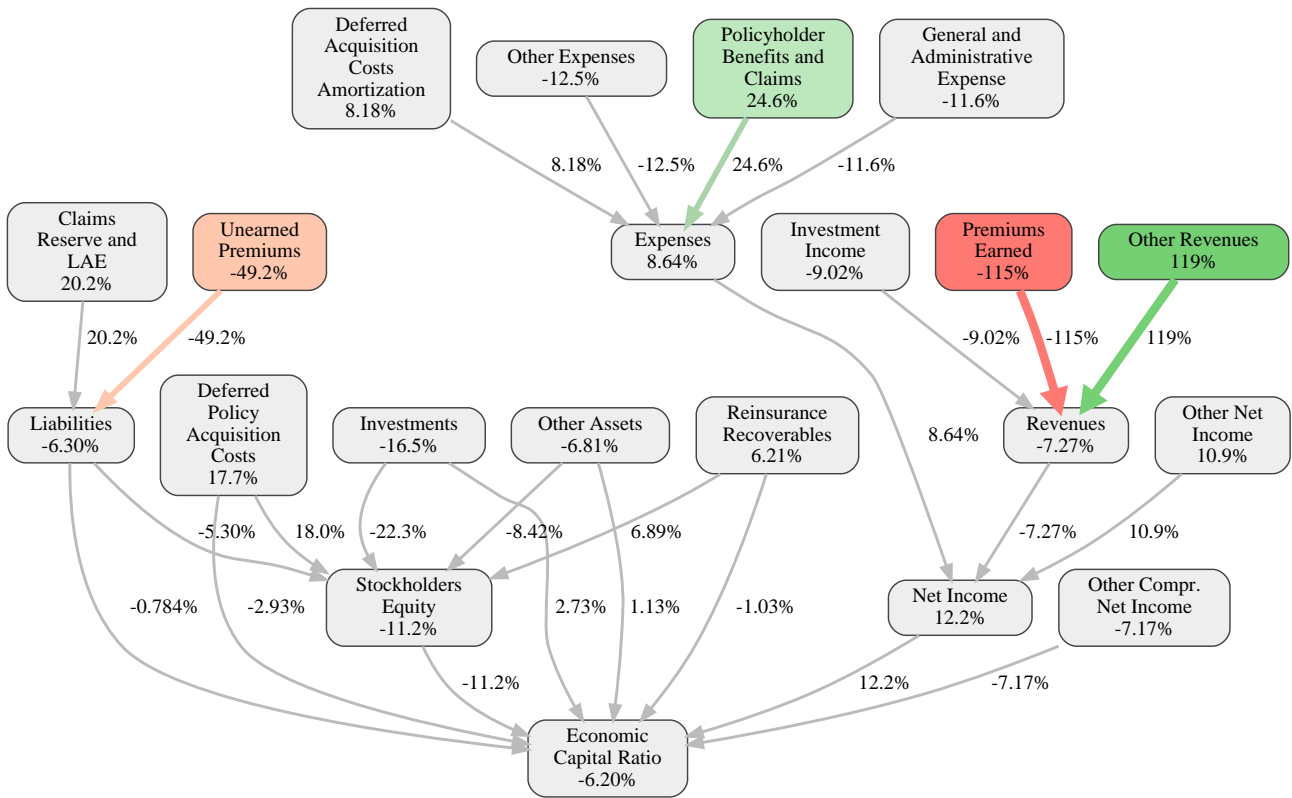 Deferred
Acquisition
Costs
Amortization
8.18%
Other Expenses
-12.5%
Policyholder
Benefits and
Claims
24.6%
General and
Administrative
Expense
-11.6%
8.18%
-12.5%
24.6%
-11.6%
Claims
Reserve and
LAE
20.2%
Unearned
Premiums
-49.2%
Expenses
8.64%
Investment
Income
-9.02%
Premiums
Earned
-115%
Other Revenues
119%
20.2%
-49.2%
-9.02%
-115%
119%
Liabilities
-6.30%
Deferred
Policy
Acquisition
Costs
17.7%
Investments
-16.5%
Other Assets
-6.81%
Reinsurance
Recoverables
6.21%
8.64%
Revenues
-7.27%
Other Net
Income
10.9%
-5.30%
18.0%
-22.3%
-8.42%
6.89%
-7.27%
10.9%
-0.784%
-2.93%
Stockholders
Equity
-11.2%
2.73%
1.13%
-1.03%
Net Income
12.2%
Other Compr.
Net Income
-7.17%
-11.2%
12.2%
-7.17%
Economic
Capital Ratio
-6.20%